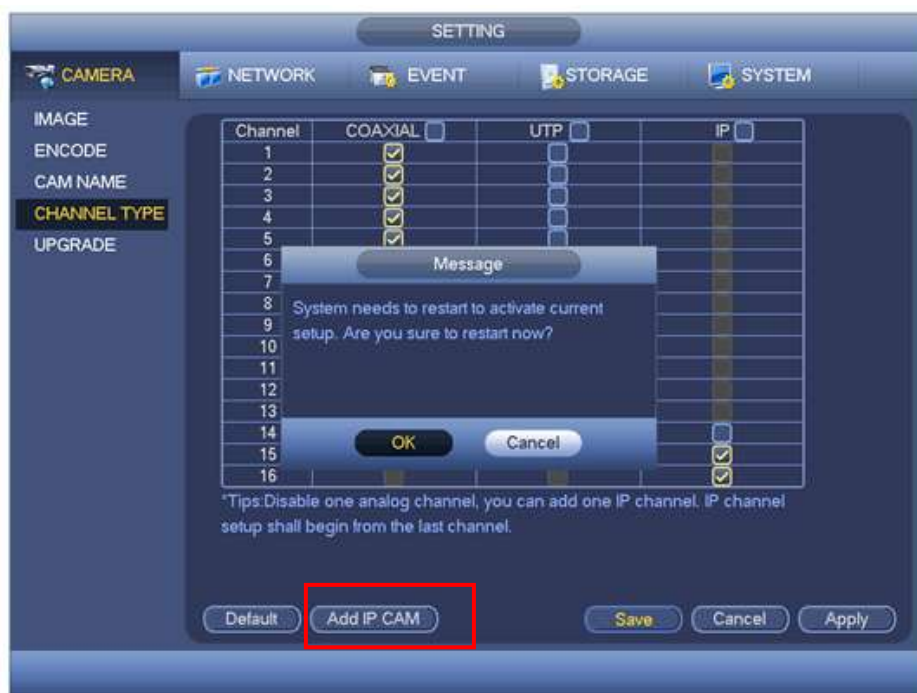 SETTING
CAMERA NETWORK EVENT STORAGE SYSTEM
IMAGE
ENCODE
CAM NAME
CHANNEL TYPE
UPGRADE
Channel COAXIAL UTP IP
1
2
3
4
5
6
7
8
9
10
11
12
13
14
15
16
Message
System needs to restart to activate current
setup. Are you sure to restart now?
OK Cancel
*Tips:Disable one analog channel, you can add one IP channel. IP channel
setup shall begin from the last channel.
Default Add IP CAM Save Cancel Apply